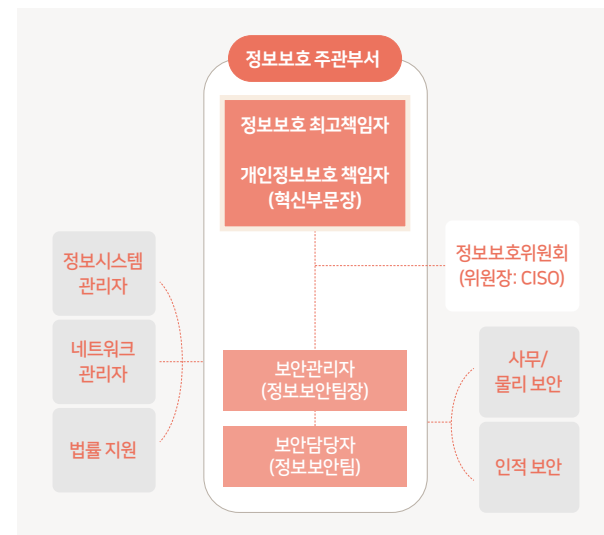 정보보호 주관부서
정보보호 최고책임자
개인정보보호 책임자
(혁신부문장)
정보시스템
관리자
네트워크
관리자
법률 지원
정보보호위원회
(위원장: CISO)
보안관리자
(정보보안팀장)
보안담당자
(정보보안팀)
사무/
물리 보안
인적 보안